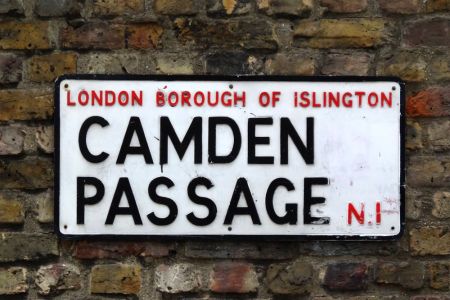 LONDON BOROUGH OF ISLINGTON
CAMDEN
PASSAGE N.1